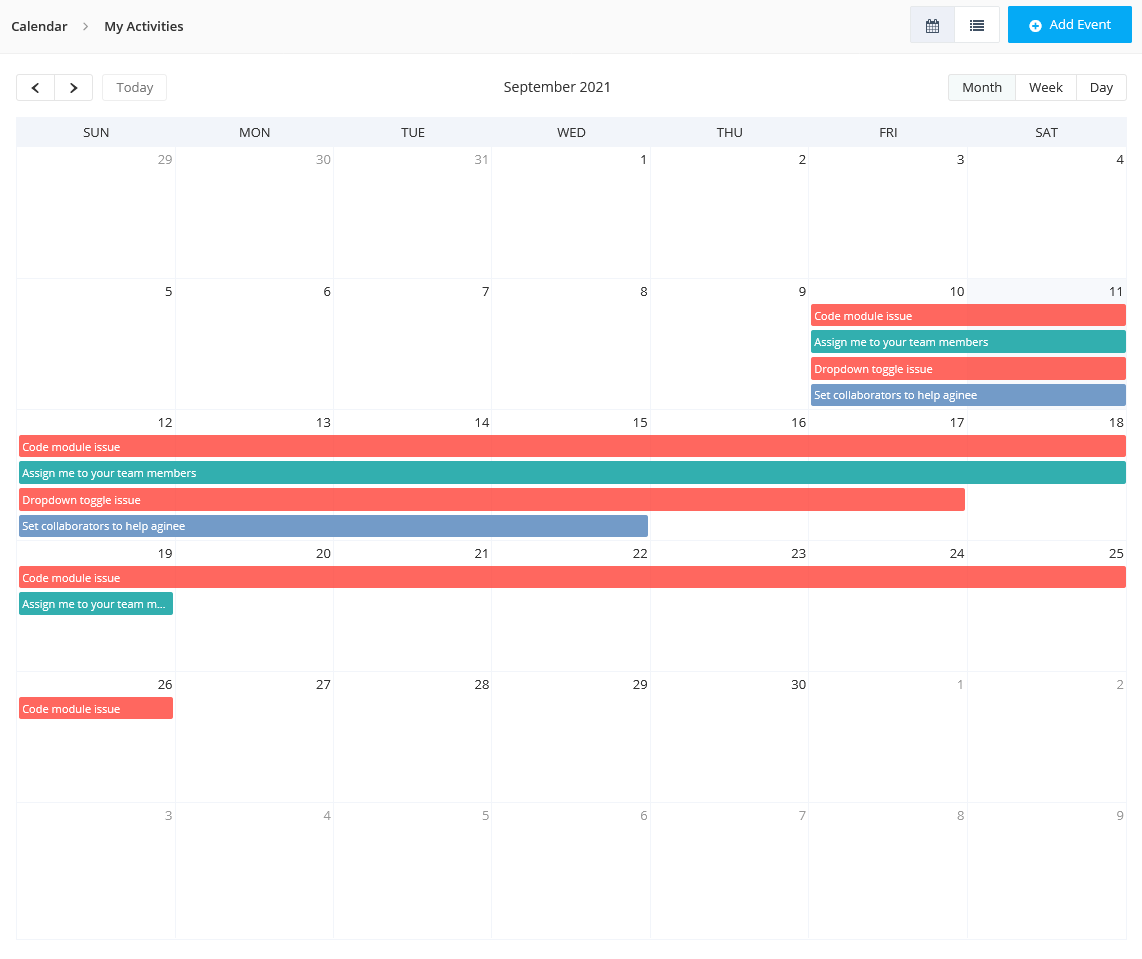 Calendar > My Activities Add Event
Today September 2021 Month Week Day
SUN MON TUE WED THU FRI SAT
29 30 31 1 2 3 4
5 6 7 8 9 10 11
Code module issue
Assign me to your team members
Dropdown toggle issue
Set collaborators to help aginee
12 13 14 15 16 17 18
Code module issue
Assign me to your team members
Dropdown toggle issue
Set collaborators to help aginee
19 20 21 22 23 24 25
Code module issue
Assign me to your team m...
26 27 28 29 30 1 2
Code module issue
3 4 5 6 7 8 9